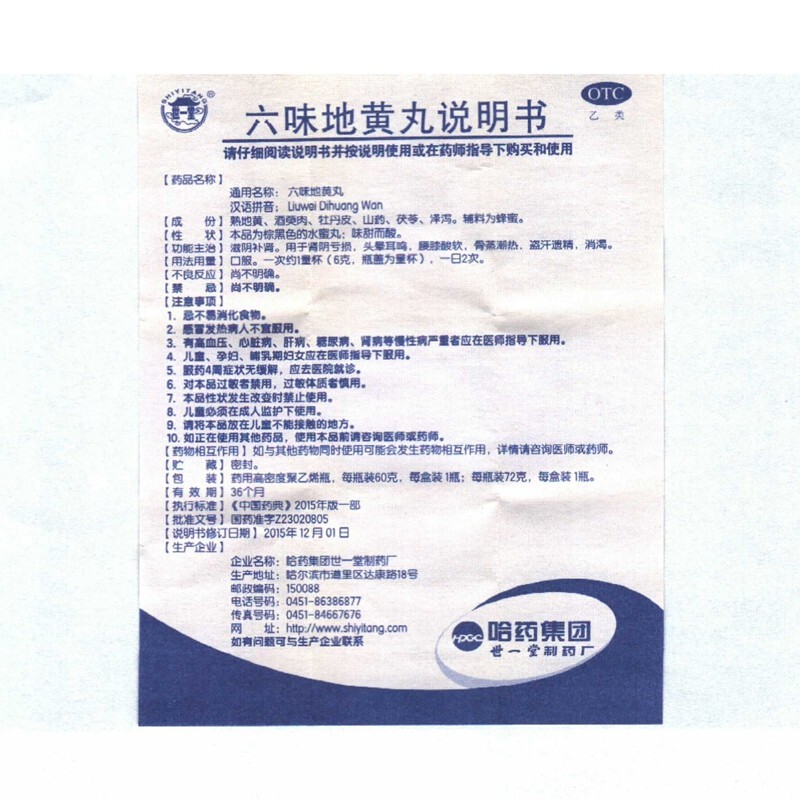 SHIYITANG ®
OTC
乙 类
六味地黄丸说明书
请仔细阅读说明书并按说明使用或在药师指导下购买和使用
【药品名称】
通用名称：六味地黄丸
汉语拼音：Liuwei Dihuang Wan
【成　份】熟地黄、酒萸肉、牡丹皮、山药、茯苓、泽泻。辅料为蜂蜜。
【性　状】本品为棕黑色的水蜜丸；味甜而酸。
【功能主治】滋阴补肾。用于肾阴亏损，头晕耳鸣，腰膝酸软，骨蒸潮热，盗汗遗精，消渴。
【用法用量】口服。一次约1量杯（6克，瓶盖为量杯），一日2次。
【不良反应】尚不明确。
【禁　忌】尚不明确。
【注意事项】
1. 忌不易消化食物。
2. 感冒发热病人不宜服用。
3. 有高血压、心脏病、肝病、糖尿病、肾病等慢性病严重者应在医师指导下服用。
4. 儿童、孕妇、哺乳期妇女应在医师指导下服用。
5. 服药4周症状无缓解，应去医院就诊。
6. 对本品过敏者禁用，过敏体质者慎用。
7. 本品性状发生改变时禁止使用。
8. 儿童必须在成人监护下使用。
9. 请将本品放在儿童不能接触的地方。
10. 如正在使用其他药品，使用本品前请咨询医师或药师。
【药物相互作用】如与其他药物同时使用可能会发生药物相互作用，详情请咨询医师或药师。
【贮　藏】密封。
【包　装】药用高密度聚乙烯瓶，每瓶装60克，每盒装1瓶；每瓶装72克，每盒装1瓶。
【有 效 期】36个月
【执行标准】《中国药典》2015年版一部
【批准文号】国药准字Z23020805
【说明书修订日期】2015年12月01日
【生产企业】
企业名称：哈药集团世一堂制药厂
生产地址：哈尔滨市道里区达康路18号
邮政编码：150088
电话号码：0451-86386877
传真号码：0451-84667676
网　址：http://www.shiyitang.com
如有问题可与生产企业联系
HPGC 哈药集团
世一堂制药厂